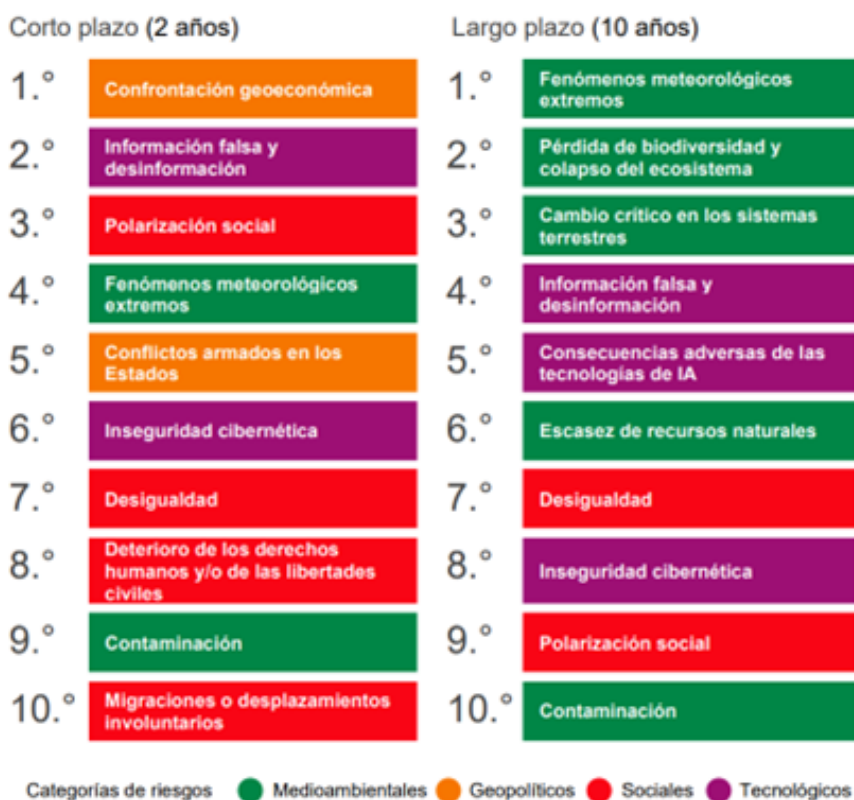 Corto plazo (2 años)
1.º Confrontación geoeconómica
2.º Información falsa y
desinformación
3.º Polarización social
4.º Fenómenos meteorológicos
extremos
5.º Conflictos armados en los
Estados
6.º Inseguridad cibernética
7.º Desigualdad
8.º Deterioro de los derechos
humanos y/o de las libertades
civiles
9.º Contaminación
10.º Migraciones o desplazamientos
involuntarios
Largo plazo (10 años)
1.º Fenómenos meteorológicos
extremos
2.º Pérdida de biodiversidad y
colapso del ecosistema
3.º Cambio crítico en los sistemas
terrestres
4.º Información falsa y
desinformación
5.º Consecuencias adversas de las
tecnologías de IA
6.º Escasez de recursos naturales
7.º Desigualdad
8.º Inseguridad cibernética
9.º Polarización social
10.º Contaminación
Categorías de riesgos Medioambientales Geopolíticos Sociales Tecnológicos